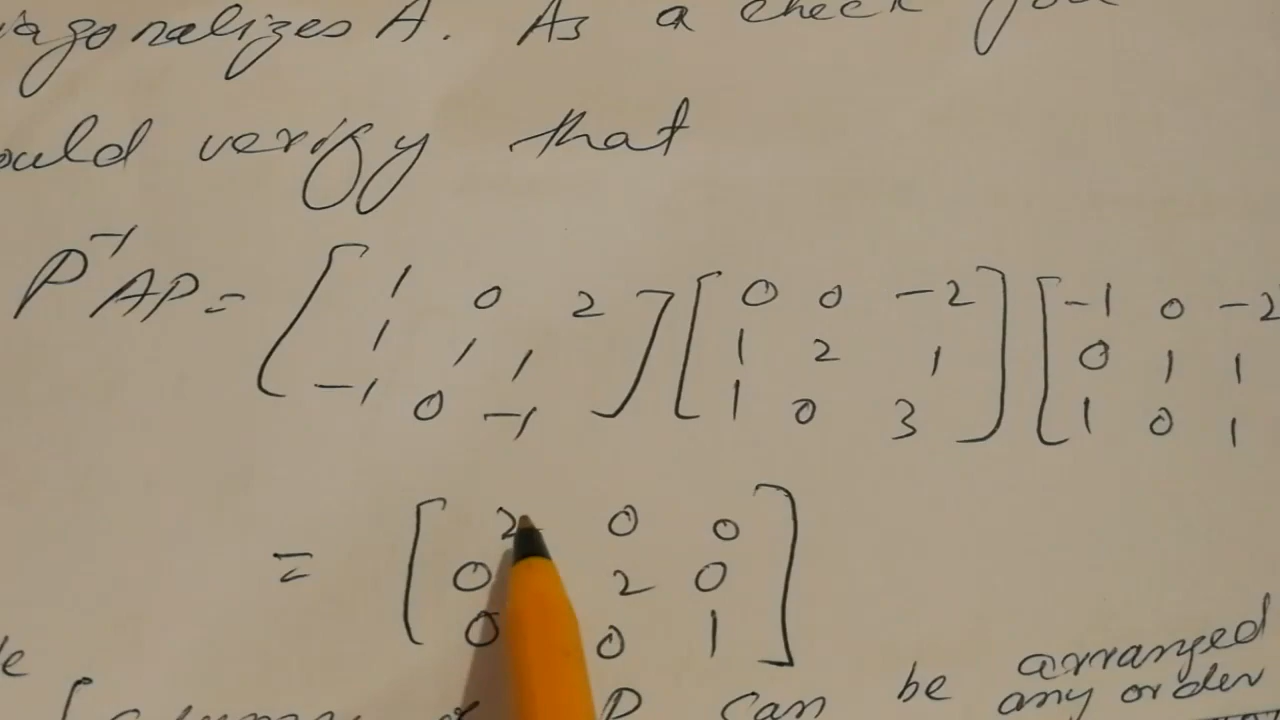 iagonalizes A. As a check you
ould verify that
P⁻¹AP = [ 1 0 2 ] [ 0 0 -2 ] [ -1 0 -2
1 1 1 1 2 1 0 1 1
-1 0 -1 1 0 3 1 0 1
= [ 2 0 0 ]
0 2 0
0 0 1
arranged
P can be any order